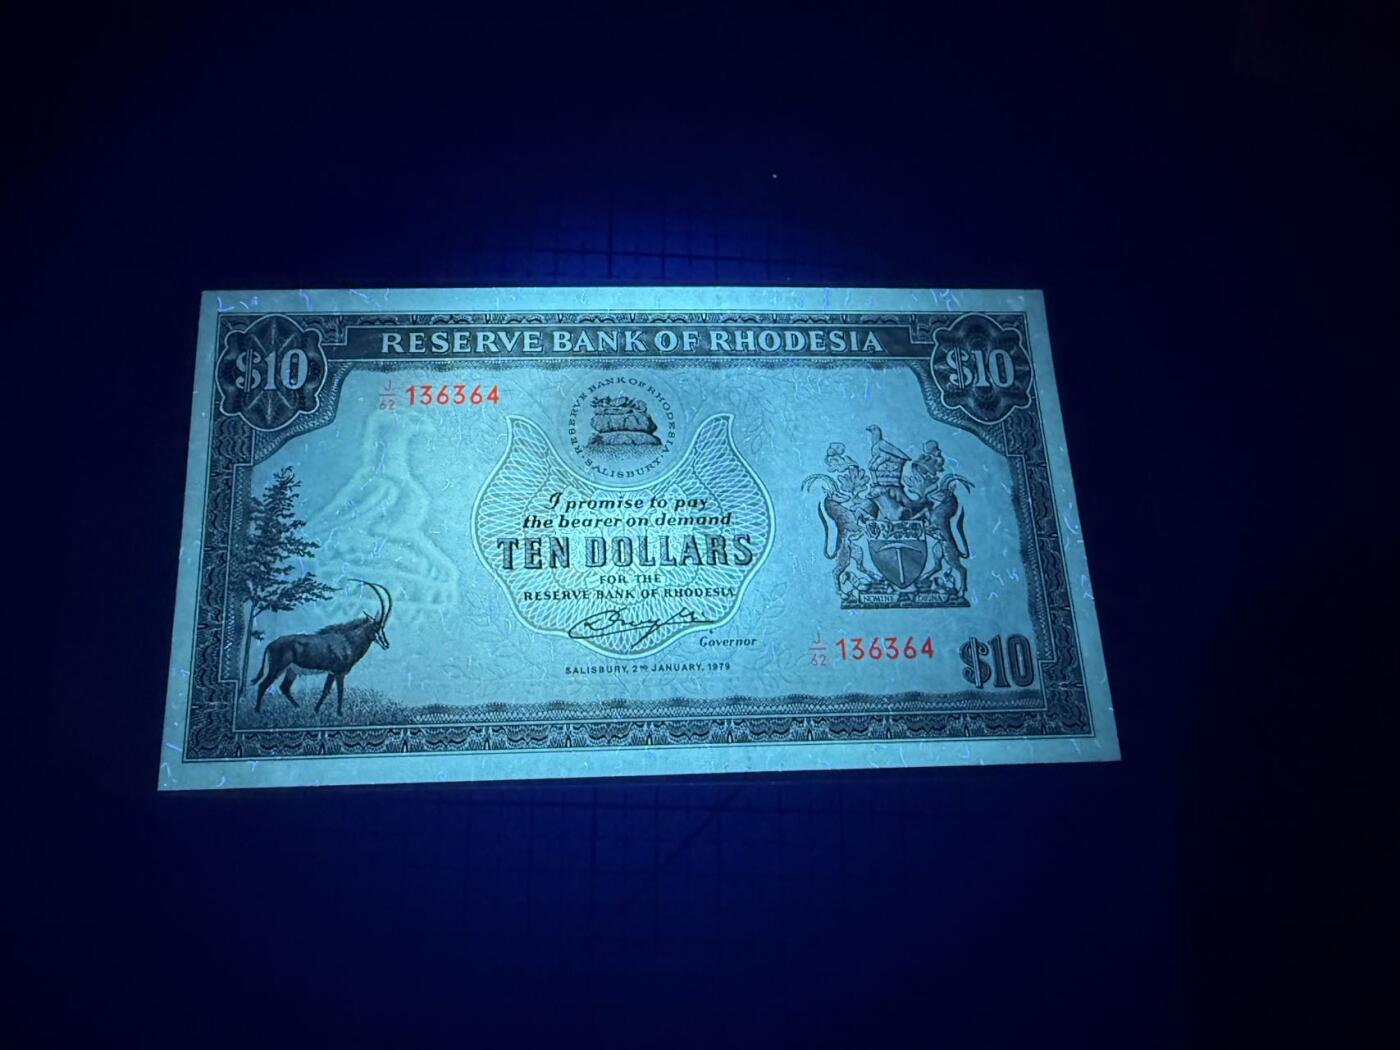 RESERVE BANK OF RHODESIA
$10
$10
J/62 136364
RESERVE BANK OF RHODESIA
SALISBURY
I promise to pay
the bearer on demand
TEN DOLLARS
FOR THE
RESERVE BANK OF RHODESIA
Governor
SALISBURY, 2ND JANUARY, 1979
NOMINE DIGNA
J/62 136364
$10